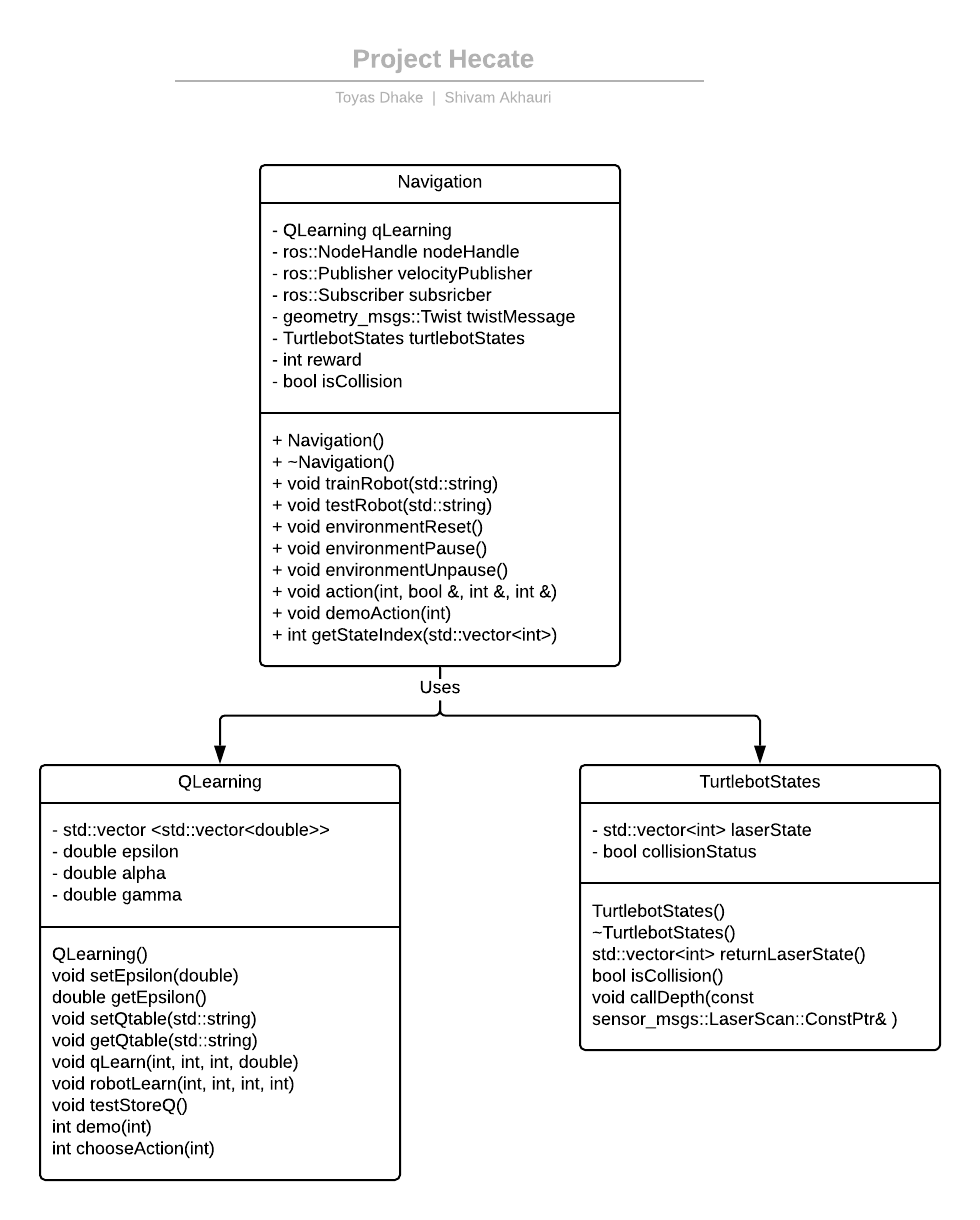 Project Hecate
Toyas Dhake | Shivam Akhauri
Navigation
- QLearning qLearning
- ros::NodeHandle nodeHandle
- ros::Publisher velocityPublisher
- ros::Subscriber subsricber
- geometry_msgs::Twist twistMessage
- TurtlebotStates turtlebotStates
- int reward
- bool isCollision
+ Navigation()
+ ~Navigation()
+ void trainRobot(std::string)
+ void testRobot(std::string)
+ void environmentReset()
+ void environmentPause()
+ void environmentUnpause()
+ void action(int, bool &, int &, int &)
+ void demoAction(int)
+ int getStateIndex(std::vector<int>)
Uses
QLearning
- std::vector <std::vector<double>>
- double epsilon
- double alpha
- double gamma
QLearning()
void setEpsilon(double)
double getEpsilon()
void setQtable(std::string)
void getQtable(std::string)
void qLearn(int, int, int, double)
void robotLearn(int, int, int, int)
void testStoreQ()
int demo(int)
int chooseAction(int)
TurtlebotStates
- std::vector<int> laserState
- bool collisionStatus
TurtlebotStates()
~TurtlebotStates()
std::vector<int> returnLaserState()
bool isCollision()
void callDepth(const
sensor_msgs::LaserScan::ConstPtr& )